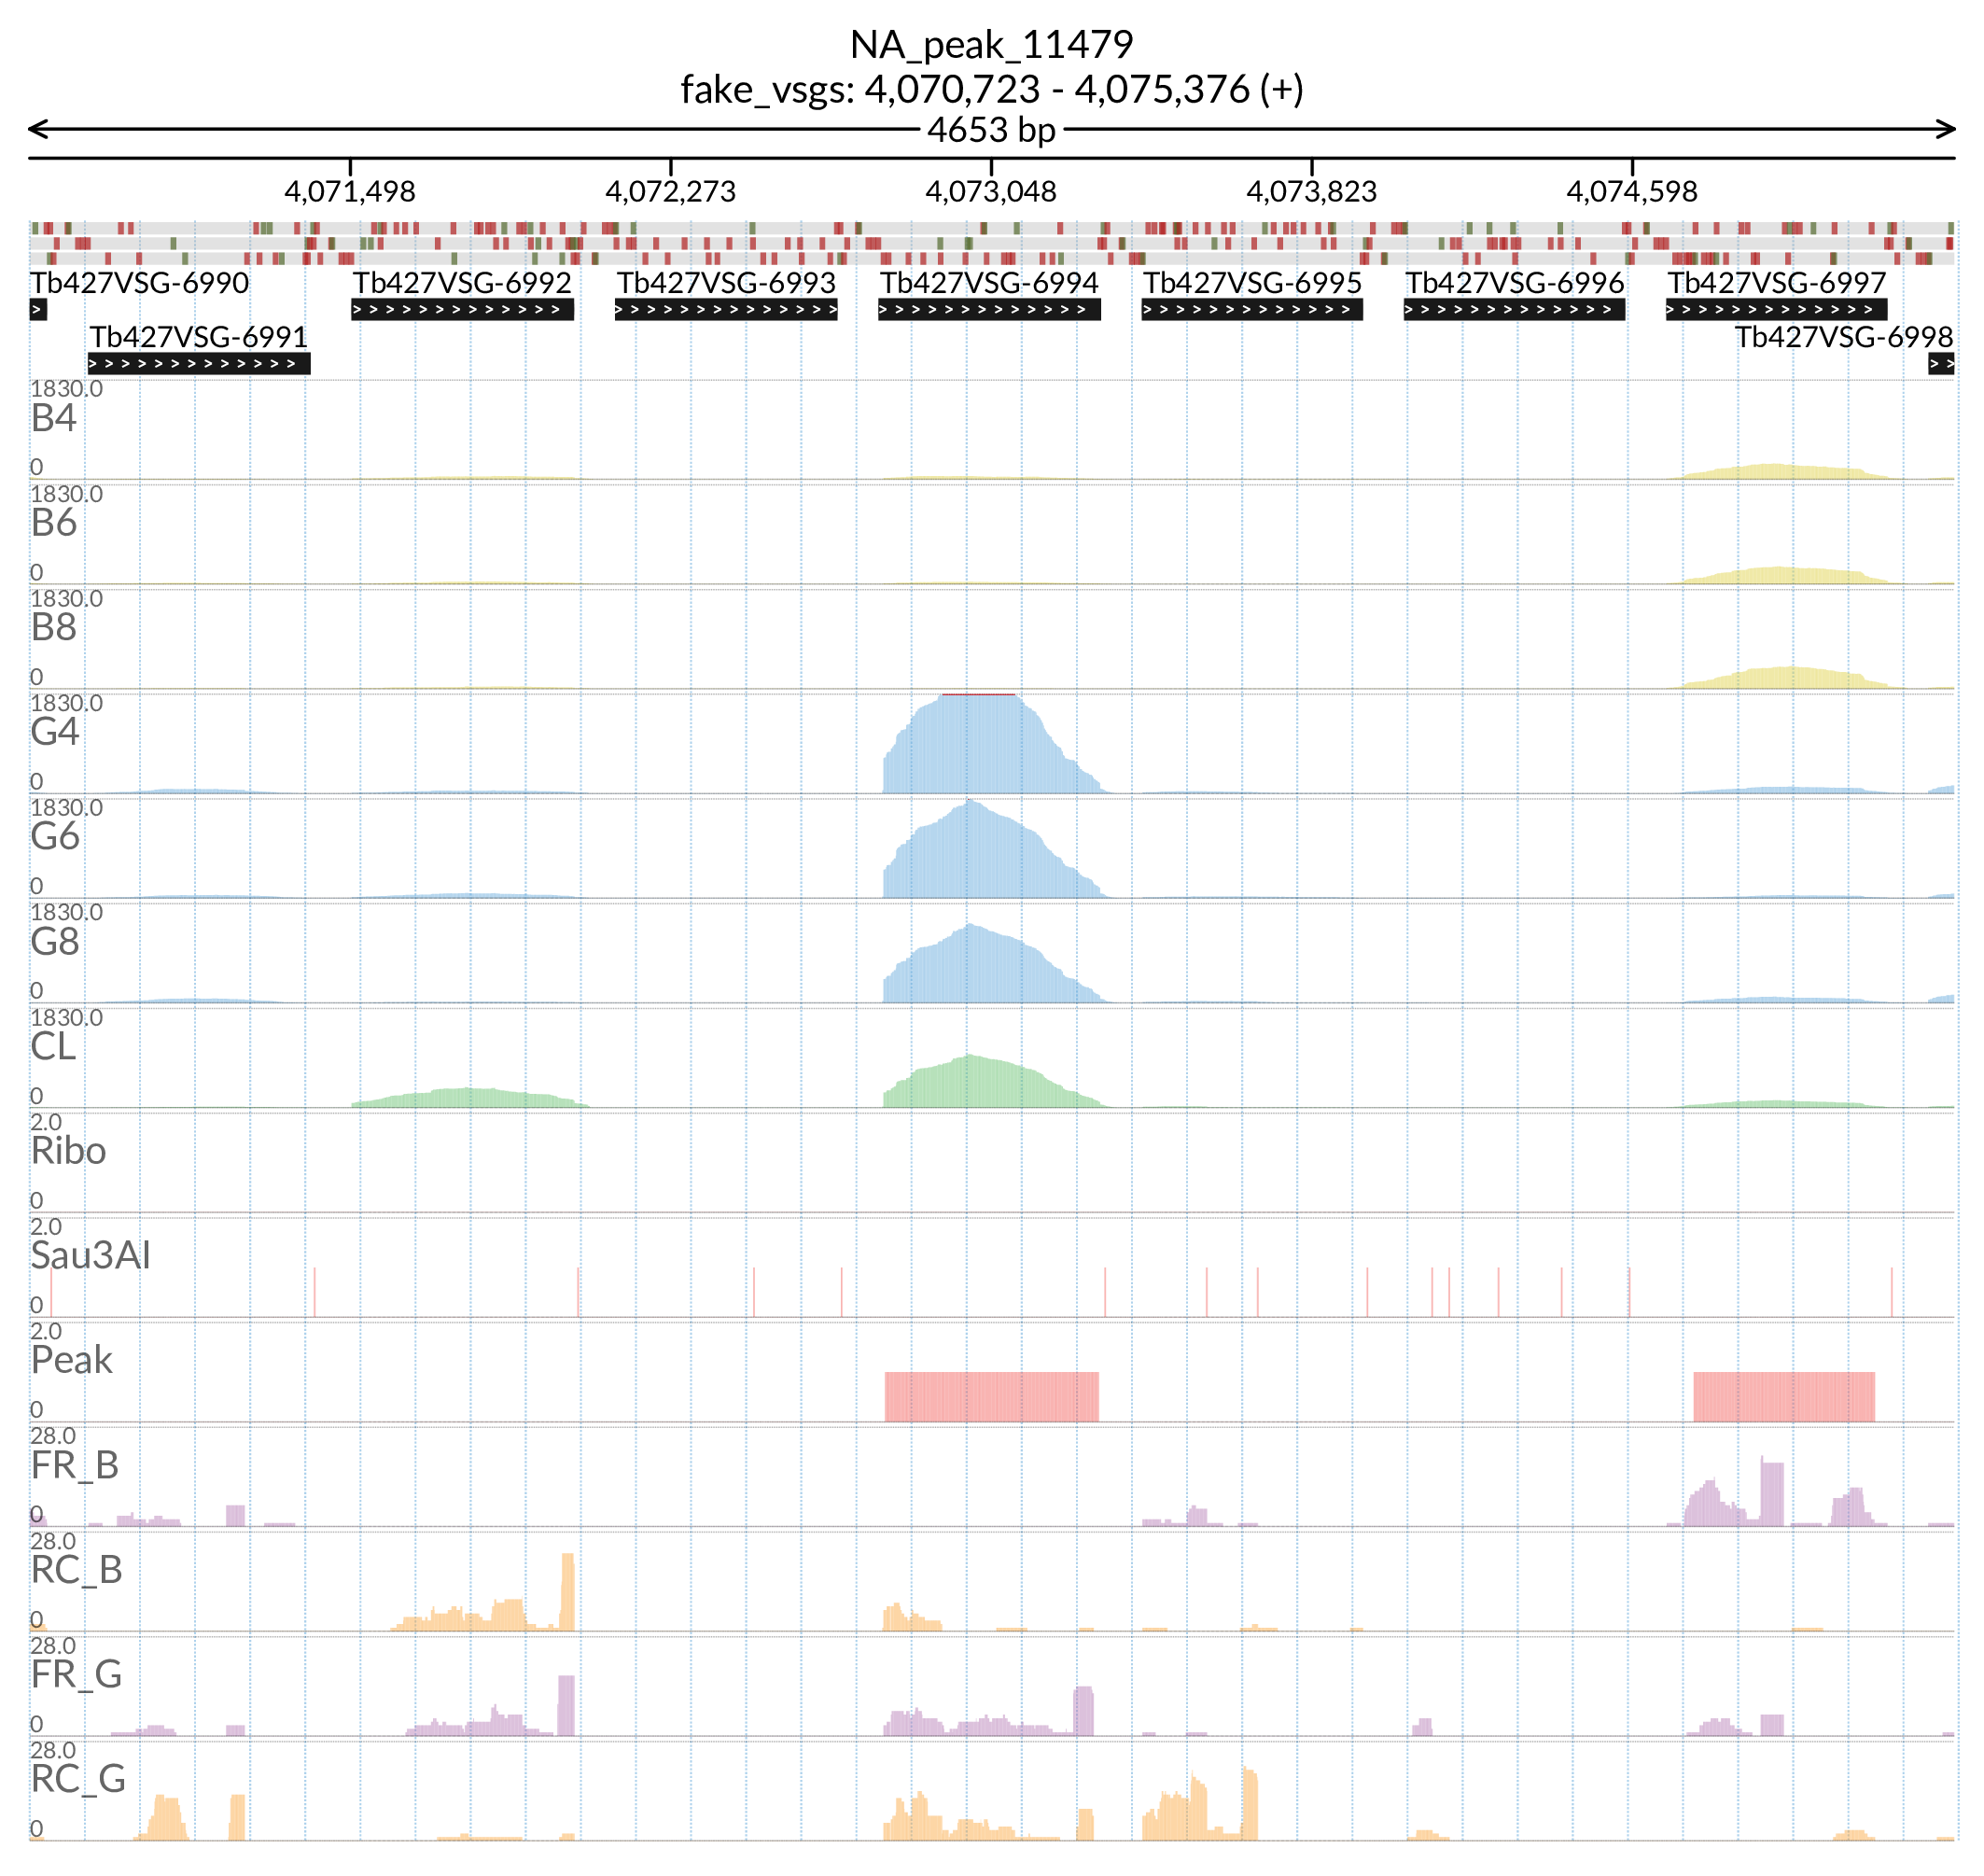 NA_peak_11479
fake_vsgs: 4,070,723 - 4,075,376 (+)
4653 bp
4,071,498 4,072,273 4,073,048 4,073,823 4,074,598
Tb427VSG-6990 Tb427VSG-6992 Tb427VSG-6993 Tb427VSG-6994 Tb427VSG-6995 Tb427VSG-6996 Tb427VSG-6997
Tb427VSG-6991 Tb427VSG-6998
1830.0
B4
0
1830.0
B6
0
1830.0
B8
0
1830.0
G4
0
1830.0
G6
0
1830.0
G8
0
1830.0
CL
0
2.0
Ribo
0
2.0
Sau3AI
0
2.0
Peak
0
28.0
FR_B
0
28.0
RC_B
0
28.0
FR_G
0
28.0
RC_G
0